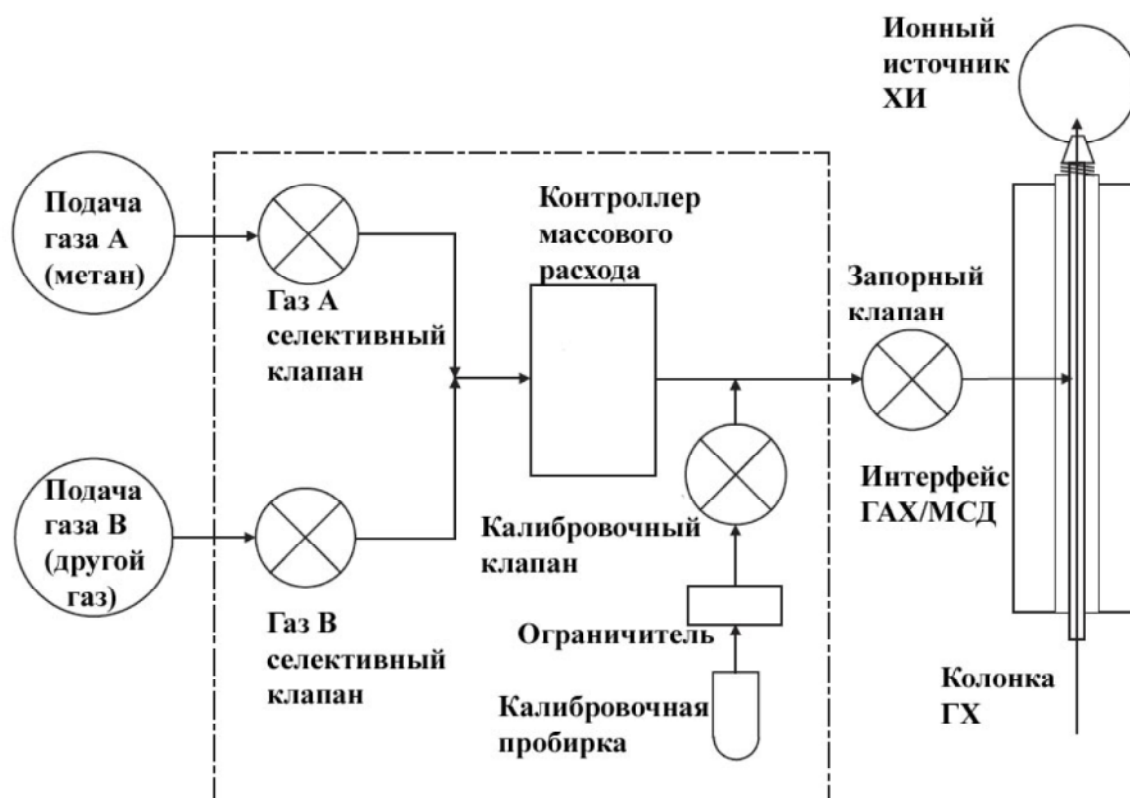 Ионный
источник
ХИ
Подача
газа А
(метан)
Контроллер
массового
расхода
Газ А
селективный
клапан
Запорный
клапан
Подача
газа В
(другой
газ)
Калибровочный
клапан
Интерфейс
ГАХ/МСД
Газ В
селективный
клапан
Ограничитель
Калибровочная
пробирка
Колонка
ГХ